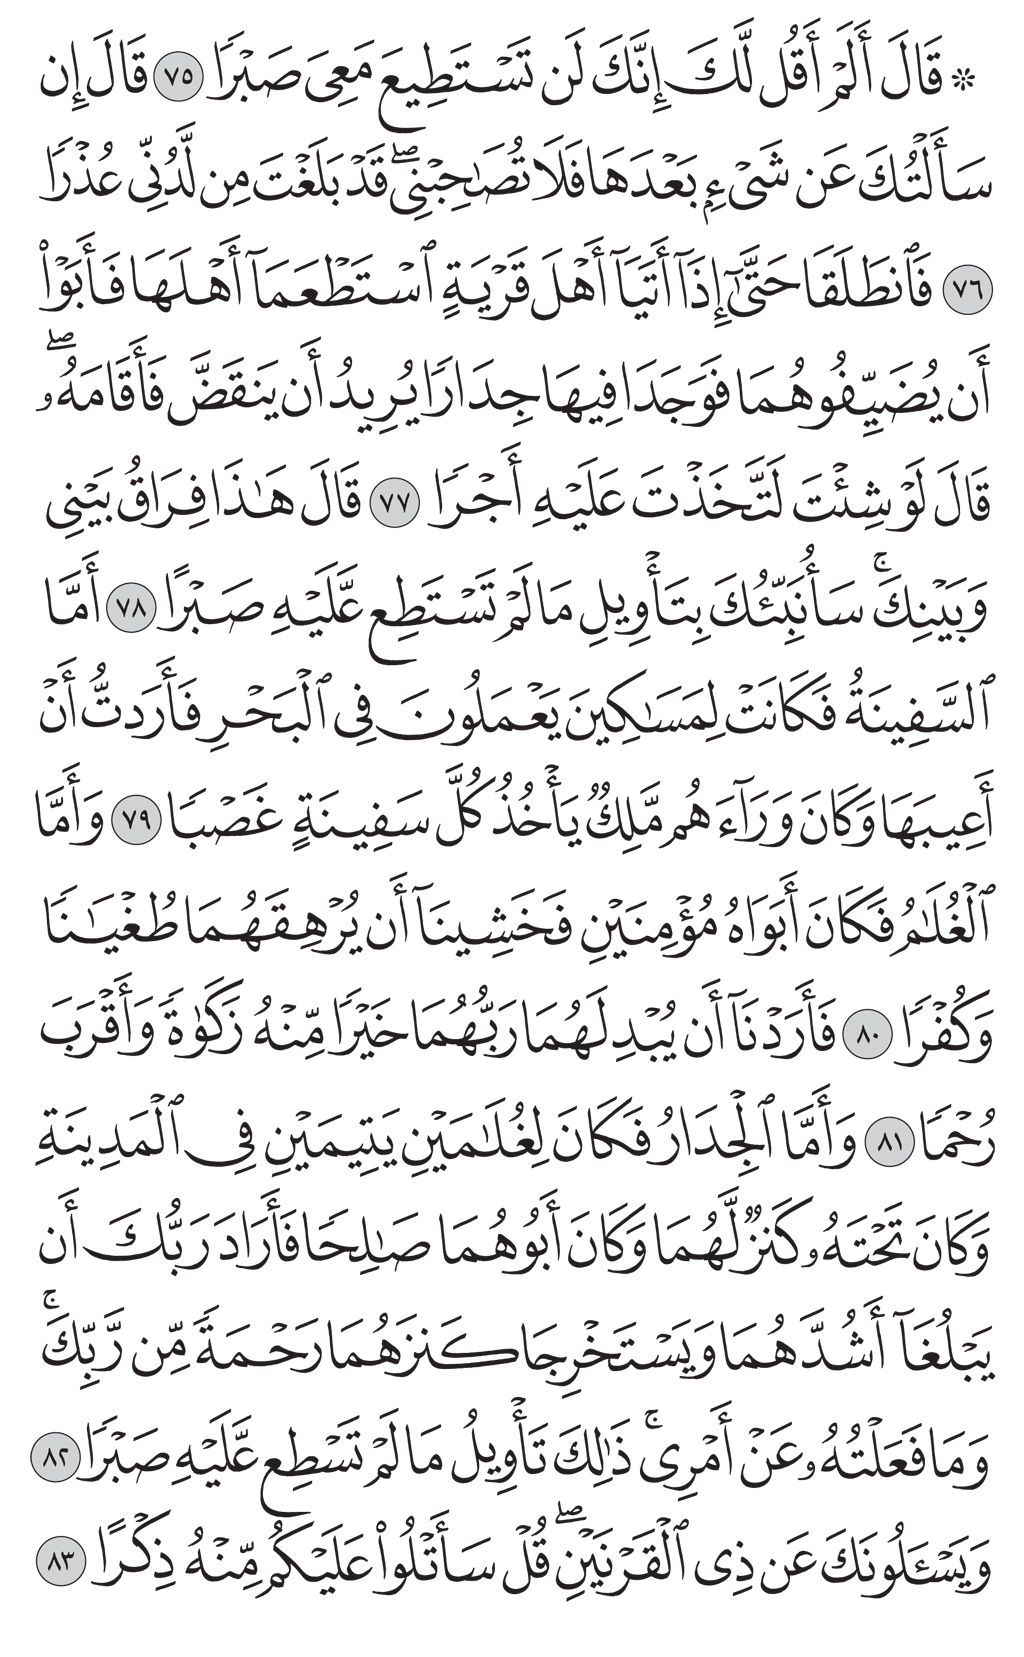 ۞ قَالَ أَلَمْ أَقُل لَّكَ إِنَّكَ لَن تَسْتَطِيعَ مَعِىَ صَبْرًا ٧٥ قَالَ إِن
سَأَلْتُكَ عَن شَىْءٍۭ بَعْدَهَا فَلَا تُصَٰحِبْنِىۖ قَدْ بَلَغْتَ مِن لَّدُنِّى عُذْرًا
٧٦ فَٱنطَلَقَا حَتَّىٰٓ إِذَآ أَتَيَآ أَهْلَ قَرْيَةٍ ٱسْتَطْعَمَآ أَهْلَهَا فَأَبَوْا۟
أَن يُضَيِّفُوهُمَا فَوَجَدَا فِيهَا جِدَارًا يُرِيدُ أَن يَنقَضَّ فَأَقَامَهُۥۖ
قَالَ لَوْ شِئْتَ لَتَّخَذْتَ عَلَيْهِ أَجْرًا ٧٧ قَالَ هَٰذَا فِرَاقُ بَيْنِى
وَبَيْنِكَۚ سَأُنَبِّئُكَ بِتَأْوِيلِ مَا لَمْ تَسْتَطِع عَّلَيْهِ صَبْرًا ٧٨ أَمَّا
ٱلسَّفِينَةُ فَكَانَتْ لِمَسَٰكِينَ يَعْمَلُونَ فِى ٱلْبَحْرِ فَأَرَدتُّ أَنْ
أَعِيبَهَا وَكَانَ وَرَآءَهُم مَّلِكٌ يَأْخُذُ كُلَّ سَفِينَةٍ غَصْبًا ٧٩ وَأَمَّا
ٱلْغُلَٰمُ فَكَانَ أَبَوَاهُ مُؤْمِنَيْنِ فَخَشِينَآ أَن يُرْهِقَهُمَا طُغْيَٰنًا
وَكُفْرًا ٨٠ فَأَرَدْنَآ أَن يُبْدِلَهُمَا رَبُّهُمَا خَيْرًا مِّنْهُ زَكَوٰةً وَأَقْرَبَ
رُحْمًا ٨١ وَأَمَّا ٱلْجِدَارُ فَكَانَ لِغُلَٰمَيْنِ يَتِيمَيْنِ فِى ٱلْمَدِينَةِ
وَكَانَ تَحْتَهُۥ كَنزٌ لَّهُمَا وَكَانَ أَبُوهُمَا صَٰلِحًا فَأَرَادَ رَبُّكَ أَن
يَبْلُغَآ أَشُدَّهُمَا وَيَسْتَخْرِجَا كَنزَهُمَا رَحْمَةً مِّن رَّبِّكَۚ
وَمَا فَعَلْتُهُۥ عَنْ أَمْرِىۚ ذَٰلِكَ تَأْوِيلُ مَا لَمْ تَسْطِع عَّلَيْهِ صَبْرًا ٨٢
وَيَسْـَٔلُونَكَ عَن ذِى ٱلْقَرْنَيْنِۖ قُلْ سَأَتْلُوا۟ عَلَيْكُم مِّنْهُ ذِكْرًا ٨٣